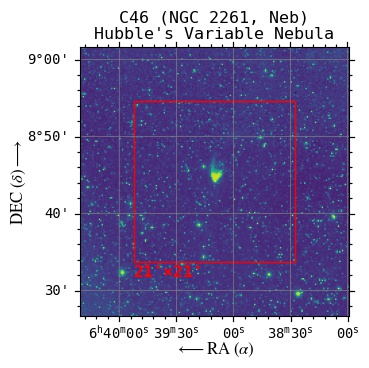 C46 (NGC 2261, Neb)
Hubble's Variable Nebula
9°00'
8°50'
40'
30'
DEC (δ) ⟶
6ʰ40ᵐ00ˢ 39ᵐ30ˢ 00ˢ 38ᵐ30ˢ 00ˢ
⟵ RA (α)
21'×21'